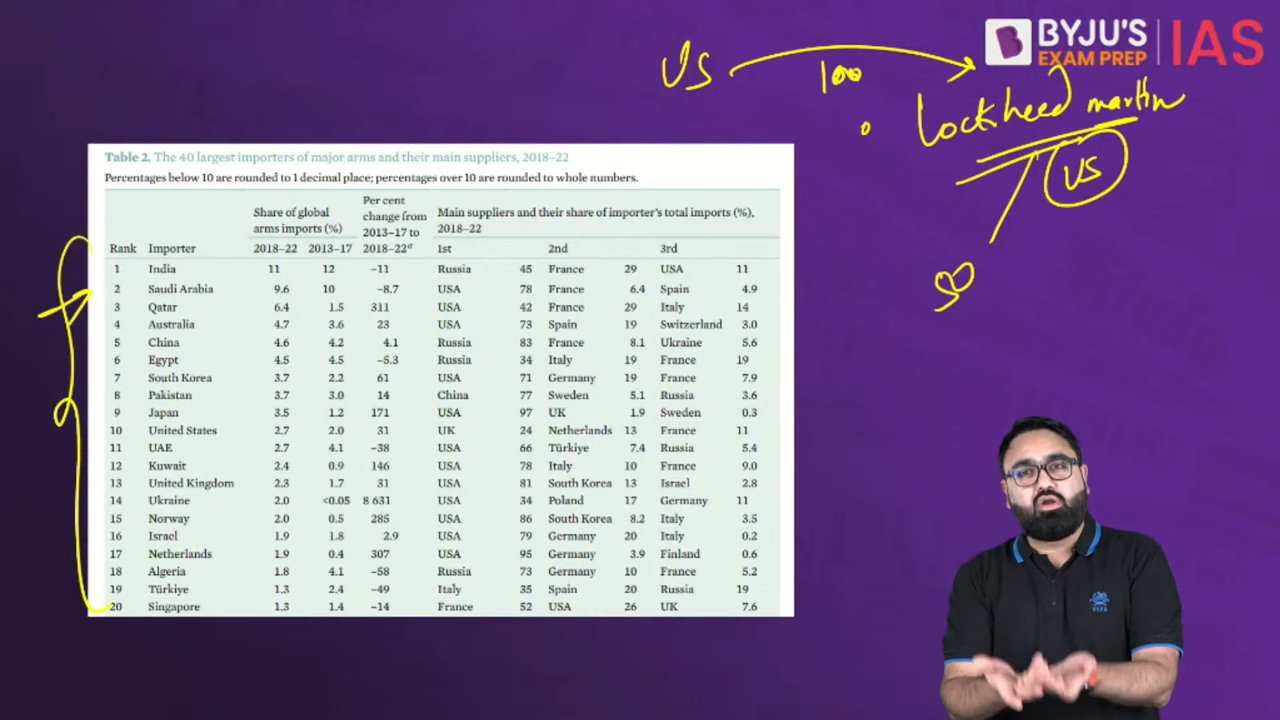 BYJU'S
EXAM PREP
IAS
US
100
Lockheed martin
US
50
Table 2. The 40 largest importers of major arms and their main suppliers, 2018–22
Percentages below 10 are rounded to 1 decimal place; percentages over 10 are rounded to whole numbers.
Share of global arms imports (%)
Per cent change from 2013–17 to 2018–22ᵃ
Main suppliers and their share of importer's total imports (%), 2018–22
Rank Importer 2018–22 2013–17 1st 2nd 3rd
1 India 11 12 –11 Russia 45 France 29 USA 11
2 Saudi Arabia 9.6 10 –8.7 USA 78 France 6.4 Spain 4.9
3 Qatar 6.4 1.5 311 USA 42 France 29 Italy 14
4 Australia 4.7 3.6 23 USA 73 Spain 19 Switzerland 3.0
5 China 4.6 4.2 4.1 Russia 83 France 8.1 Ukraine 5.6
6 Egypt 4.5 4.5 –5.3 Russia 34 Italy 19 France 19
7 South Korea 3.7 2.2 61 USA 71 Germany 19 France 7.9
8 Pakistan 3.7 3.0 14 China 77 Sweden 5.1 Russia 3.6
9 Japan 3.5 1.2 171 USA 97 UK 1.9 Sweden 0.3
10 United States 2.7 2.0 31 UK 24 Netherlands 13 France 11
11 UAE 2.7 4.1 –38 USA 66 Türkiye 7.4 Russia 5.4
12 Kuwait 2.4 0.9 146 USA 78 Italy 10 France 9.0
13 United Kingdom 2.3 1.7 31 USA 81 South Korea 13 Israel 2.8
14 Ukraine 2.0 <0.05 8 631 USA 34 Poland 17 Germany 11
15 Norway 2.0 0.5 285 USA 86 South Korea 8.2 Italy 3.5
16 Israel 1.9 1.8 2.9 USA 79 Germany 20 Italy 0.2
17 Netherlands 1.9 0.4 307 USA 95 Germany 3.9 Finland 0.6
18 Algeria 1.8 4.1 –58 Russia 73 Germany 10 France 5.2
19 Türkiye 1.3 2.4 –49 Italy 35 Spain 20 Russia 19
20 Singapore 1.3 1.4 –14 France 52 USA 26 UK 7.6